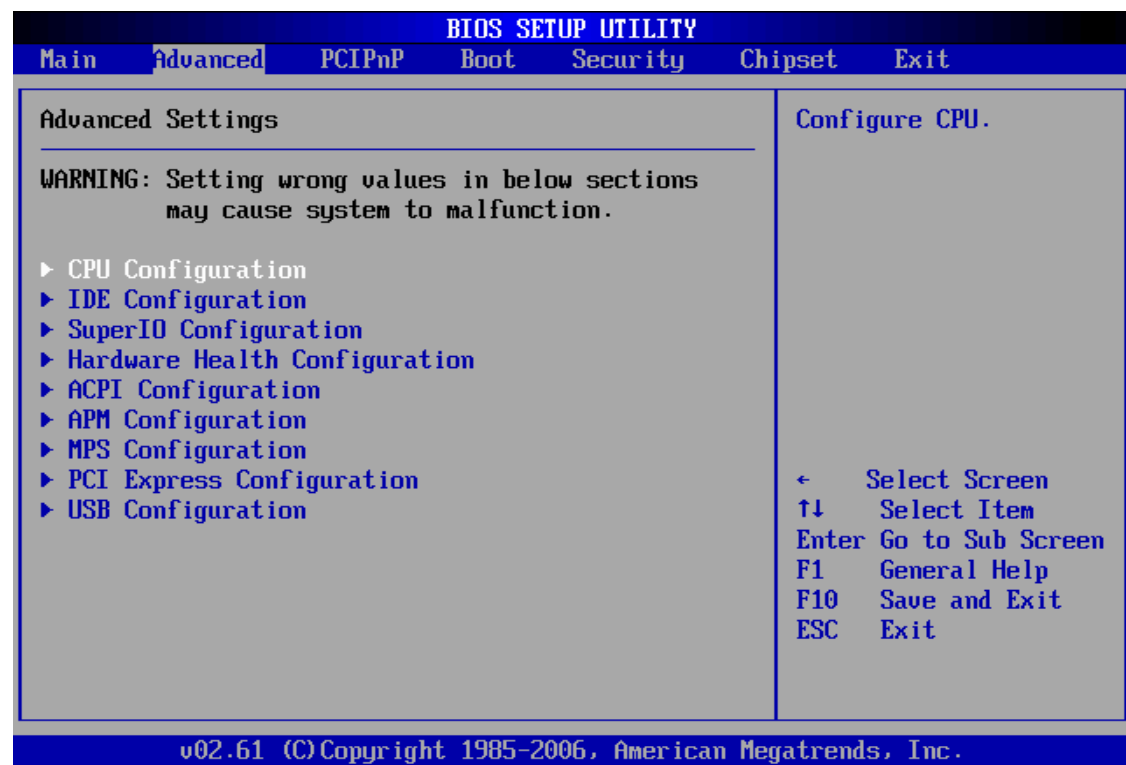 BIOS SETUP UTILITY
Main Advanced PCIPnP Boot Security Chipset Exit
Advanced Settings
WARNING: Setting wrong values in below sections
may cause system to malfunction.
▶ CPU Configuration
▶ IDE Configuration
▶ SuperIO Configuration
▶ Hardware Health Configuration
▶ ACPI Configuration
▶ APM Configuration
▶ MPS Configuration
▶ PCI Express Configuration
▶ USB Configuration
Configure CPU.
← Select Screen
↑↓ Select Item
Enter Go to Sub Screen
F1 General Help
F10 Save and Exit
ESC Exit
v02.61 (C)Copyright 1985-2006, American Megatrends, Inc.